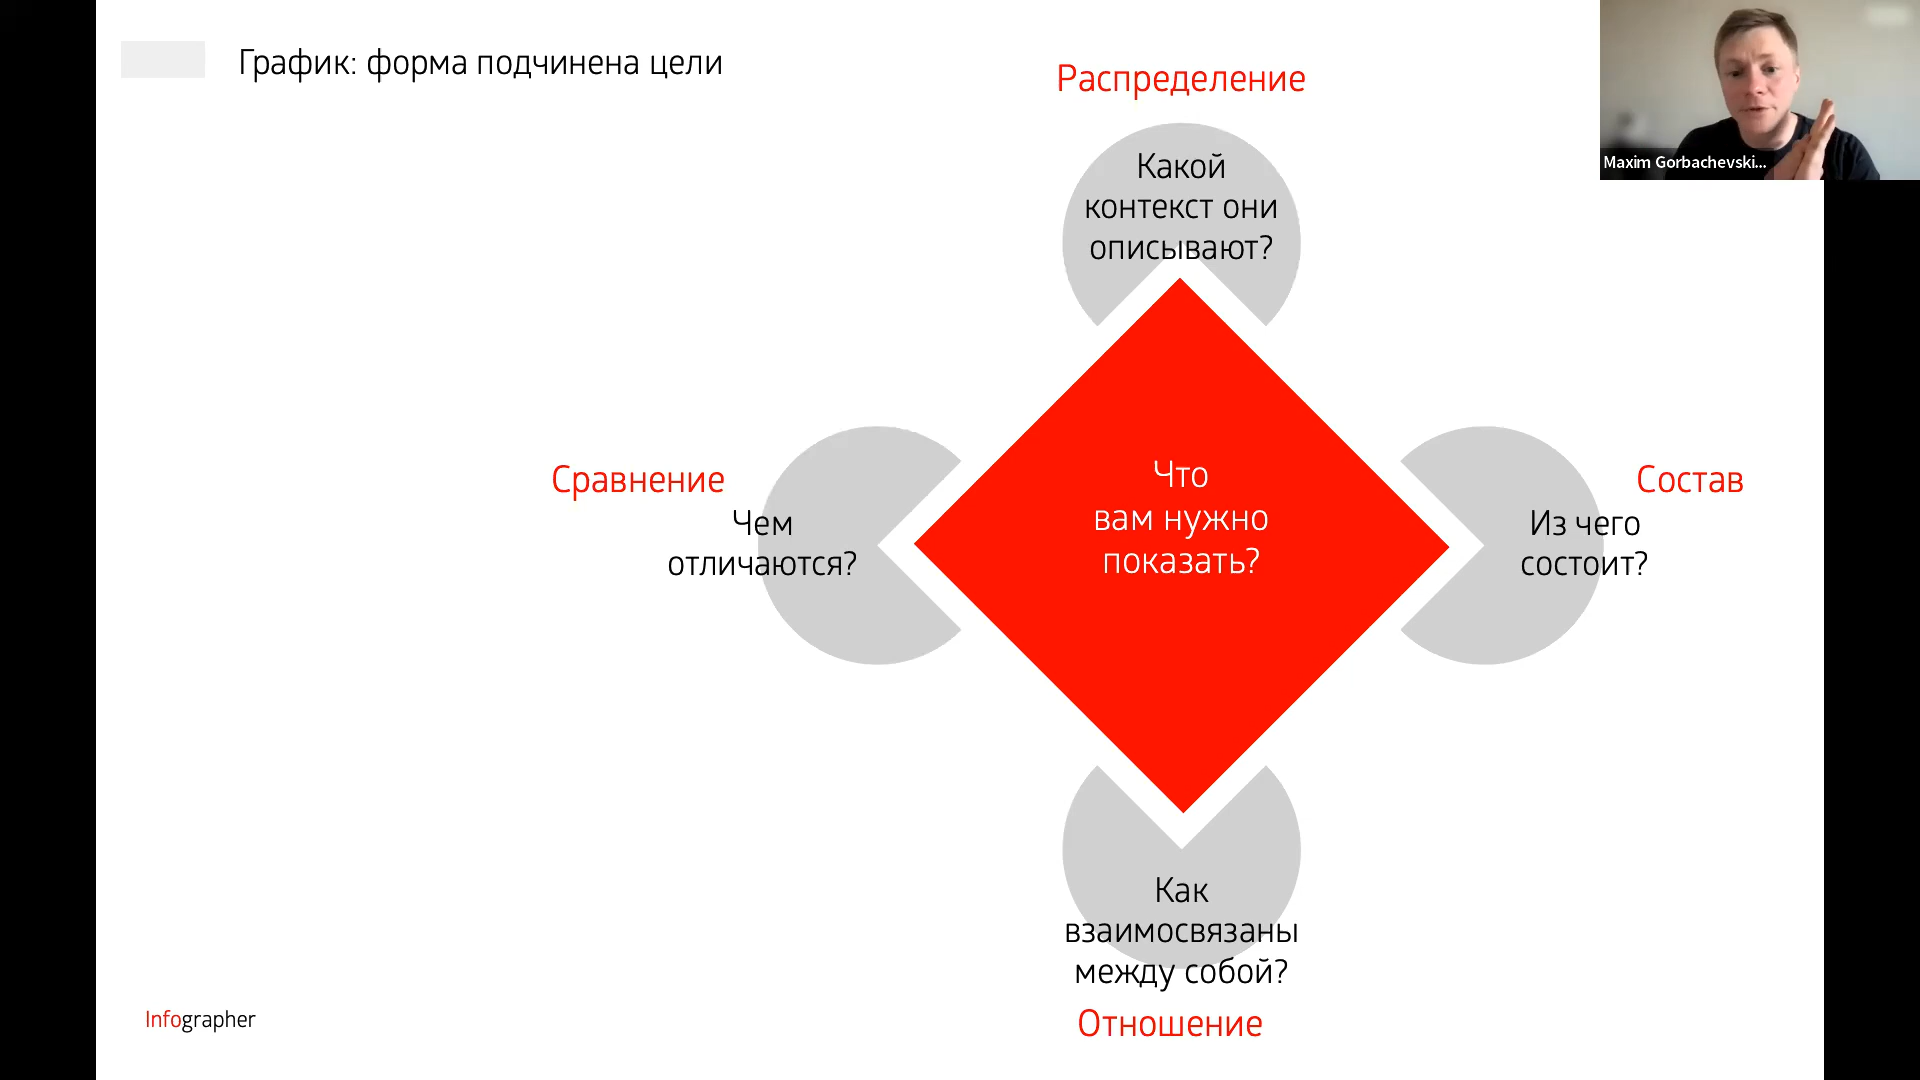 График: форма подчинена цели
Распределение
Какой
контекст они
описывают?
Maxim Gorbachevski...
Сравнение
Чем
отличаются?
Что
вам нужно
показать?
Состав
Из чего
состоит?
Как
взаимосвязаны
между собой?
Отношение
Infographer